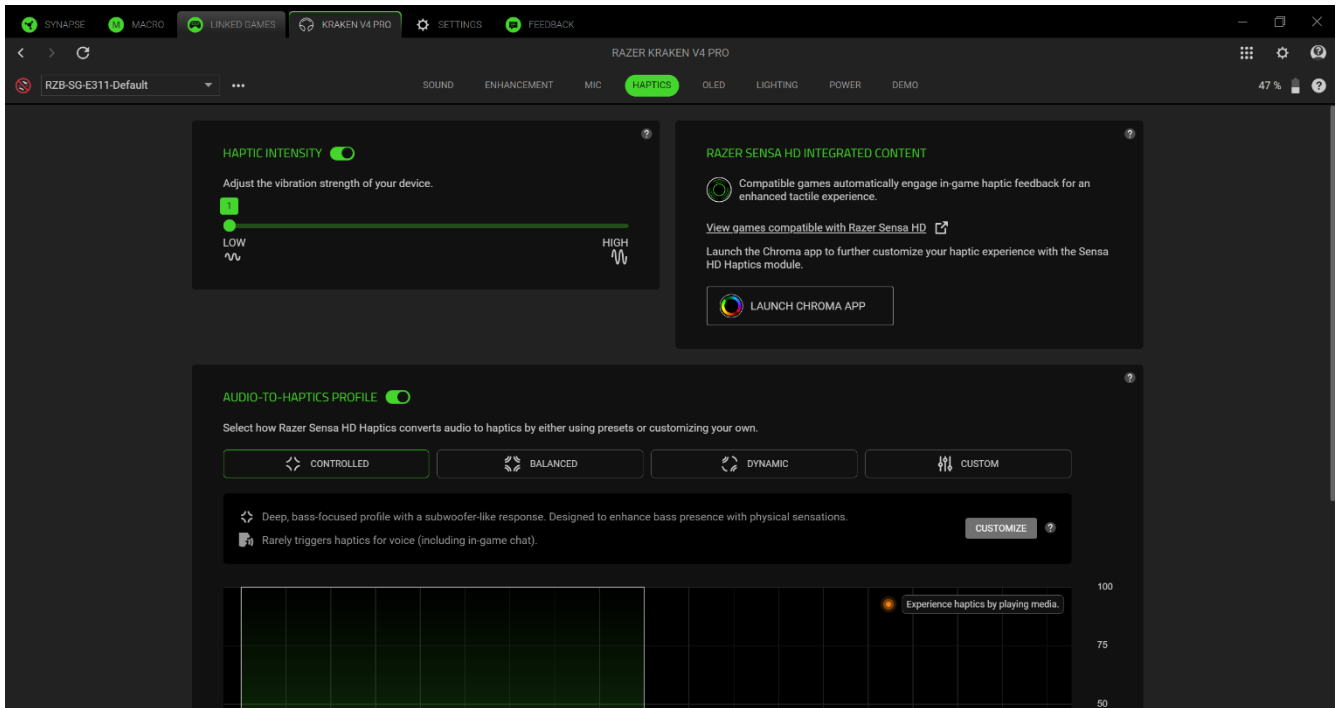 SYNAPSE MACRO LINKED GAMES KRAKEN V4 PRO SETTINGS FEEDBACK
RAZER KRAKEN V4 PRO
RZB-SG-E311-Default SOUND ENHANCEMENT MIC HAPTICS OLED LIGHTING POWER DEMO 47 %
HAPTIC INTENSITY
Adjust the vibration strength of your device.
1
LOW HIGH
RAZER SENSA HD INTEGRATED CONTENT
Compatible games automatically engage in-game haptic feedback for an
enhanced tactile experience.
View games compatible with Razer Sensa HD
Launch the Chroma app to further customize your haptic experience with the Sensa
HD Haptics module.
LAUNCH CHROMA APP
AUDIO-TO-HAPTICS PROFILE
Select how Razer Sensa HD Haptics converts audio to haptics by either using presets or customizing your own.
CONTROLLED BALANCED DYNAMIC CUSTOM
Deep, bass-focused profile with a subwoofer-like response. Designed to enhance bass presence with physical sensations.
Rarely triggers haptics for voice (including in-game chat).
CUSTOMIZE
100
Experience haptics by playing media.
75
50